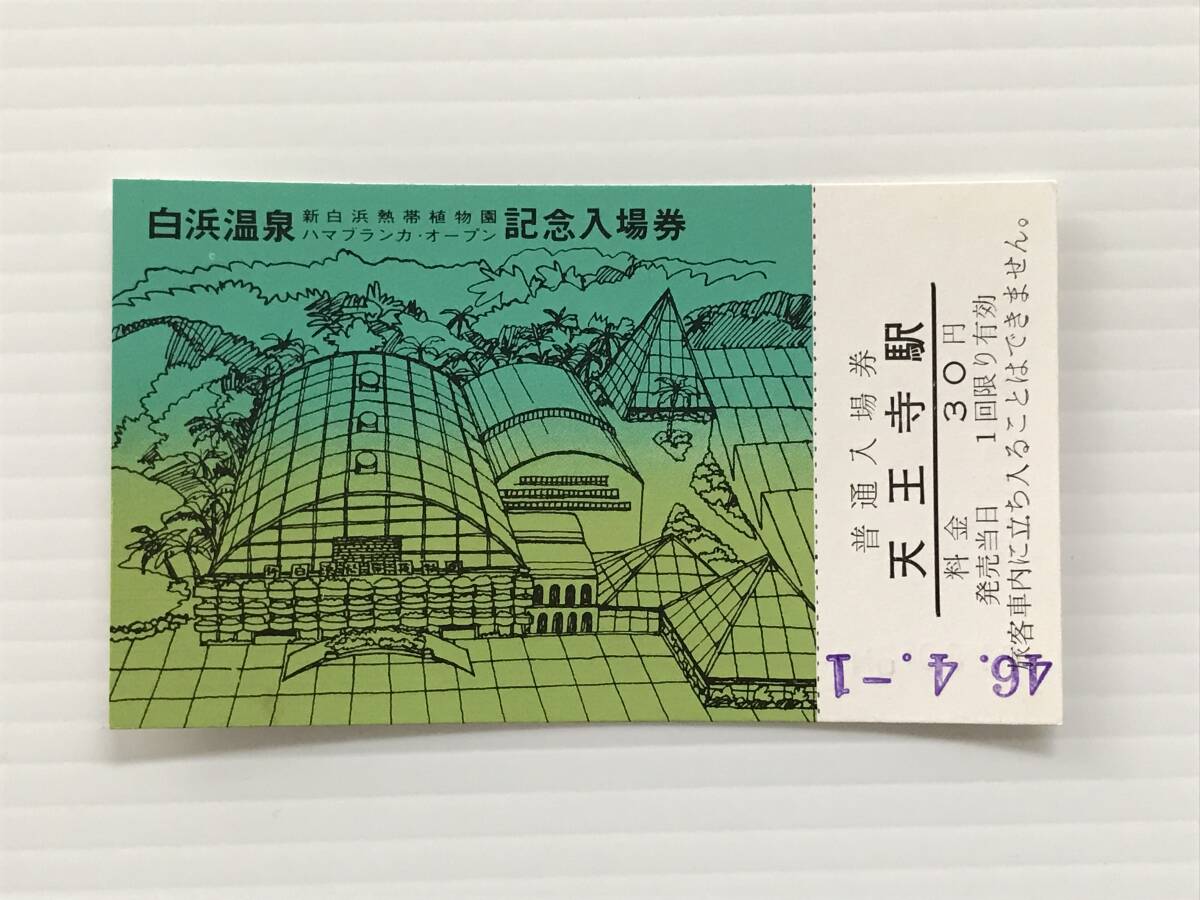 白浜温泉 新白浜熱帯植物園 記念入場券
ハマブランカ・オープン
普通入場券
天王寺駅
料金 30円
発売当日 1回限り有効
旅客車内に立ち入ることはできません。
46.4.-1